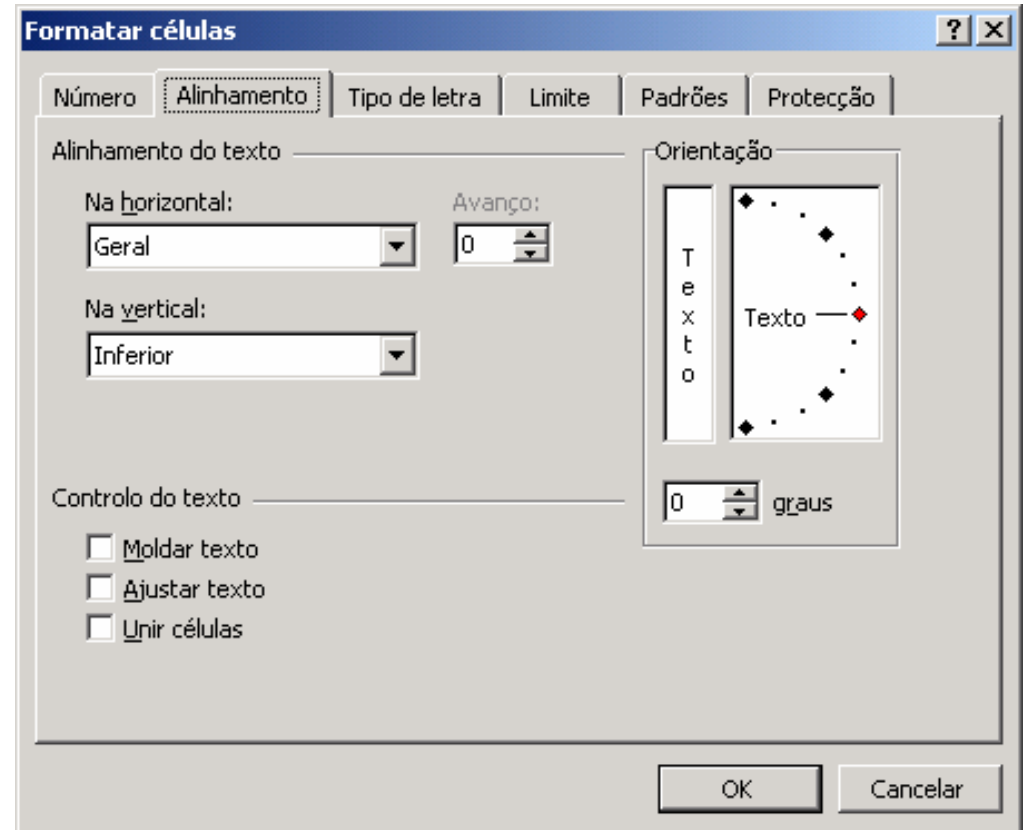 Formatar células
Número Alinhamento Tipo de letra Limite Padrões Protecção
Alinhamento do texto
Na horizontal:
Avanço:
Geral
0
Na vertical:
Inferior
Orientação
Texto
Texto
0 graus
Controlo do texto
Moldar texto
Ajustar texto
Unir células
OK
Cancelar